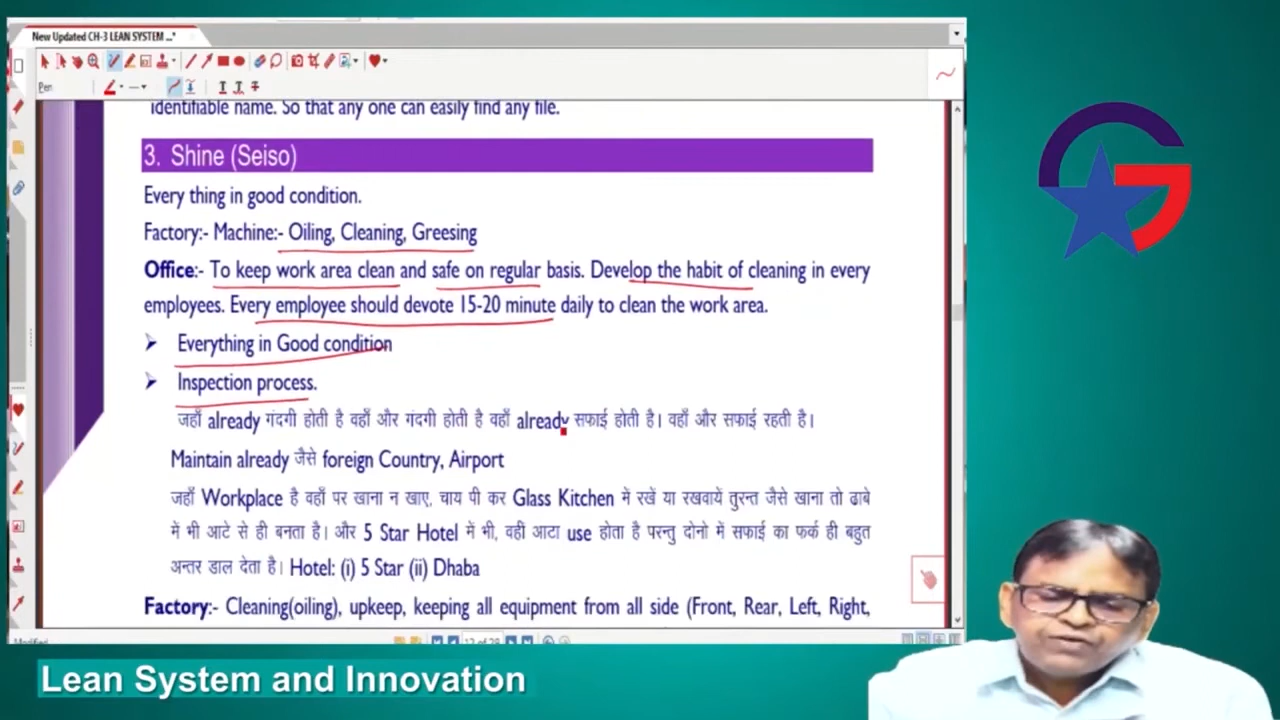 New Updated CH-3 LEAN SYSTEM ...*
Pen
identifiable name. So that any one can easily find any file.
3. Shine (Seiso)
Every thing in good condition.
Factory:- Machine:- Oiling, Cleaning, Greesing
Office:- To keep work area clean and safe on regular basis. Develop the habit of cleaning in every
employees. Every employee should devote 15-20 minute daily to clean the work area.
Everything in Good condition
Inspection process.
जहाँ already गंदगी होती है वहाँ और गंदगी होती है वहाँ already सफाई होती है। वहाँ और सफाई रहती है।
Maintain already जैसे foreign Country, Airport
जहाँ Workplace है वहाँ पर खाना न खाए, चाय पी कर Glass Kitchen में रखें या रखवायें तुरन्त जैसे खाना तो ढाबे
में भी आटे से ही बनता है। और 5 Star Hotel में भी, वहीं आटा use होता है परन्तु दोनो में सफाई का फर्क ही बहुत
अन्तर डाल देता है। Hotel: (i) 5 Star (ii) Dhaba
Factory:- Cleaning(oiling), upkeep, keeping all equipment from all side (Front, Rear, Left, Right,
Lean System and Innovation